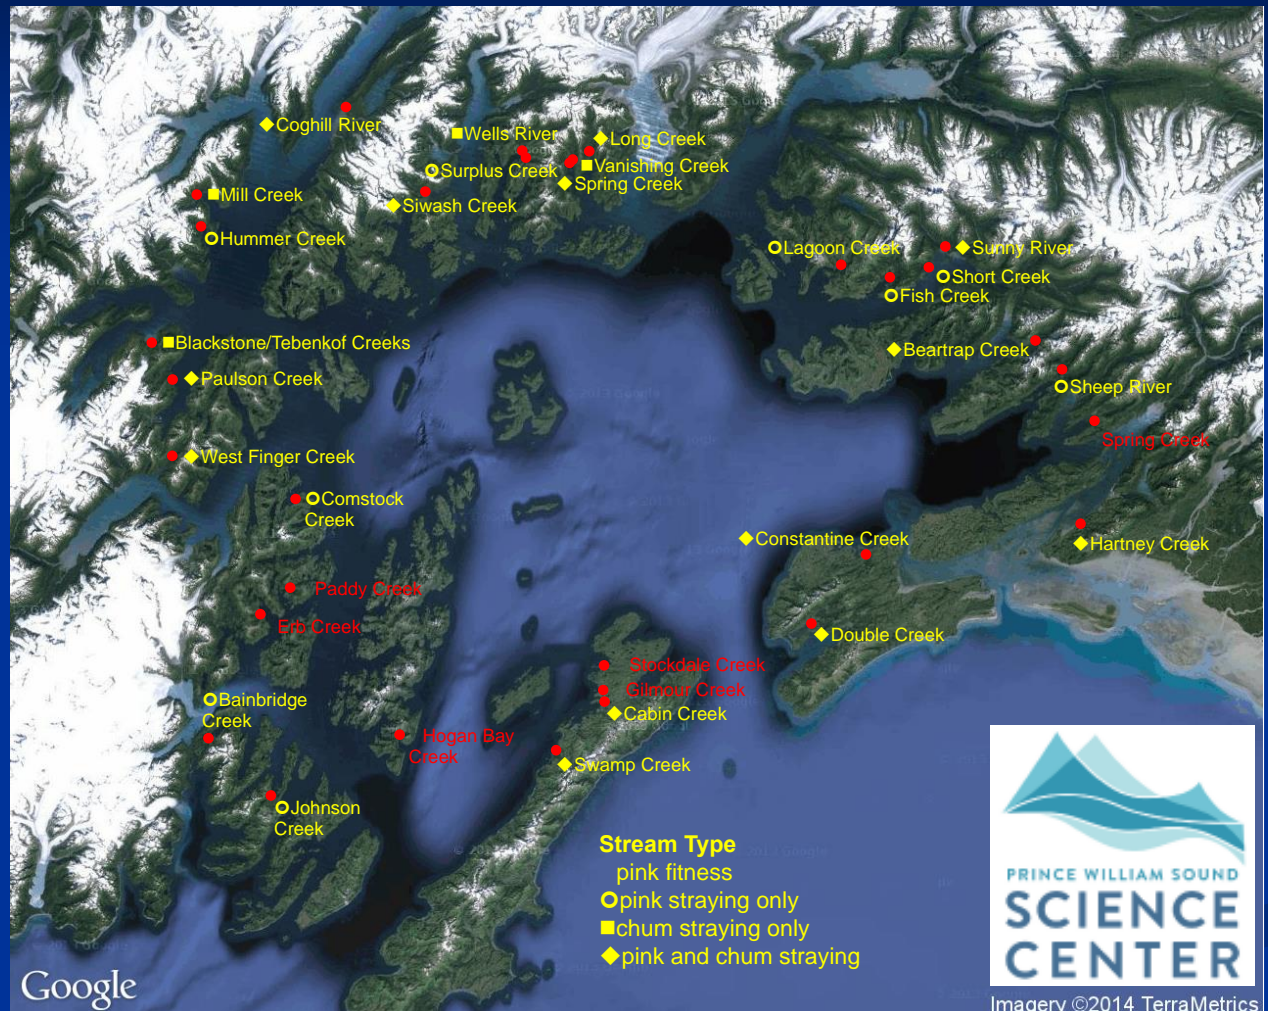 ◆Coghill River
■Wells River
◆Long Creek
■Vanishing Creek
Surplus Creek
◆Spring Creek
■Mill Creek
◆Siwash Creek
Hummer Creek
Lagoon Creek
◆Sunny River
Short Creek
Fish Creek
■Blackstone/Tebenkof Creeks
◆Beartrap Creek
◆Paulson Creek
Sheep River
Spring Creek
◆West Finger Creek
Comstock
Creek
◆Constantine Creek
◆Hartney Creek
Paddy Creek
Erb Creek
◆Double Creek
Stockdale Creek
Gilmour Creek
Bainbridge
Creek
◆Cabin Creek
Hogan Bay
Creek
◆Swamp Creek
Johnson
Creek
Stream Type
pink fitness
pink straying only
■chum straying only
◆pink and chum straying
PRINCE WILLIAM SOUND
SCIENCE
CENTER
Google
Imagery ©2014 TerraMetrics